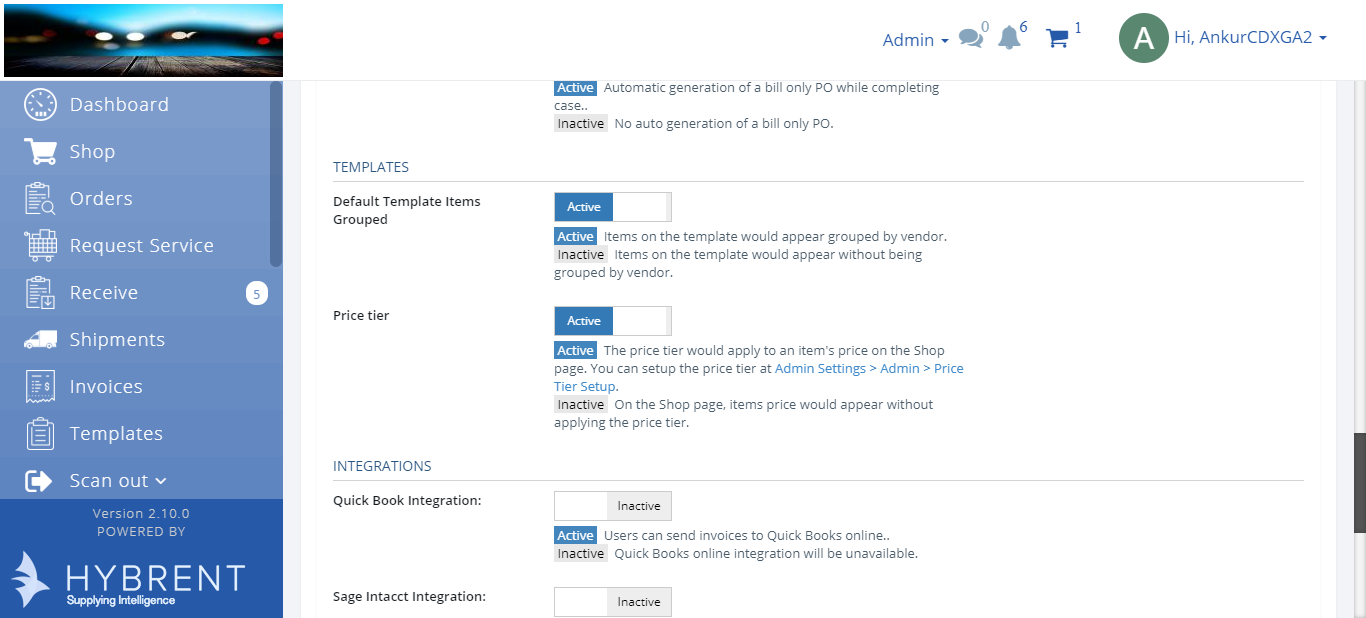 Admin
0
6
1
A
Hi, AnkurCDXGA2
Dashboard
Shop
Orders
Request Service
Receive
5
Shipments
Invoices
Templates
Scan out
Version 2.10.0
POWERED BY
HYBRENT
Supplying Intelligence
Active Automatic generation of a bill only PO while completing
case..
Inactive No auto generation of a bill only PO.
TEMPLATES
Default Template Items
Grouped
Active
Active Items on the template would appear grouped by vendor.
Inactive Items on the template would appear without being
grouped by vendor.
Price tier
Active
Active The price tier would apply to an item's price on the Shop
page. You can setup the price tier at Admin Settings > Admin > Price
Tier Setup.
Inactive On the Shop page, items price would appear without
applying the price tier.
INTEGRATIONS
Quick Book Integration:
Inactive
Active Users can send invoices to Quick Books online..
Inactive Quick Books online integration will be unavailable.
Sage Intacct Integration:
Inactive